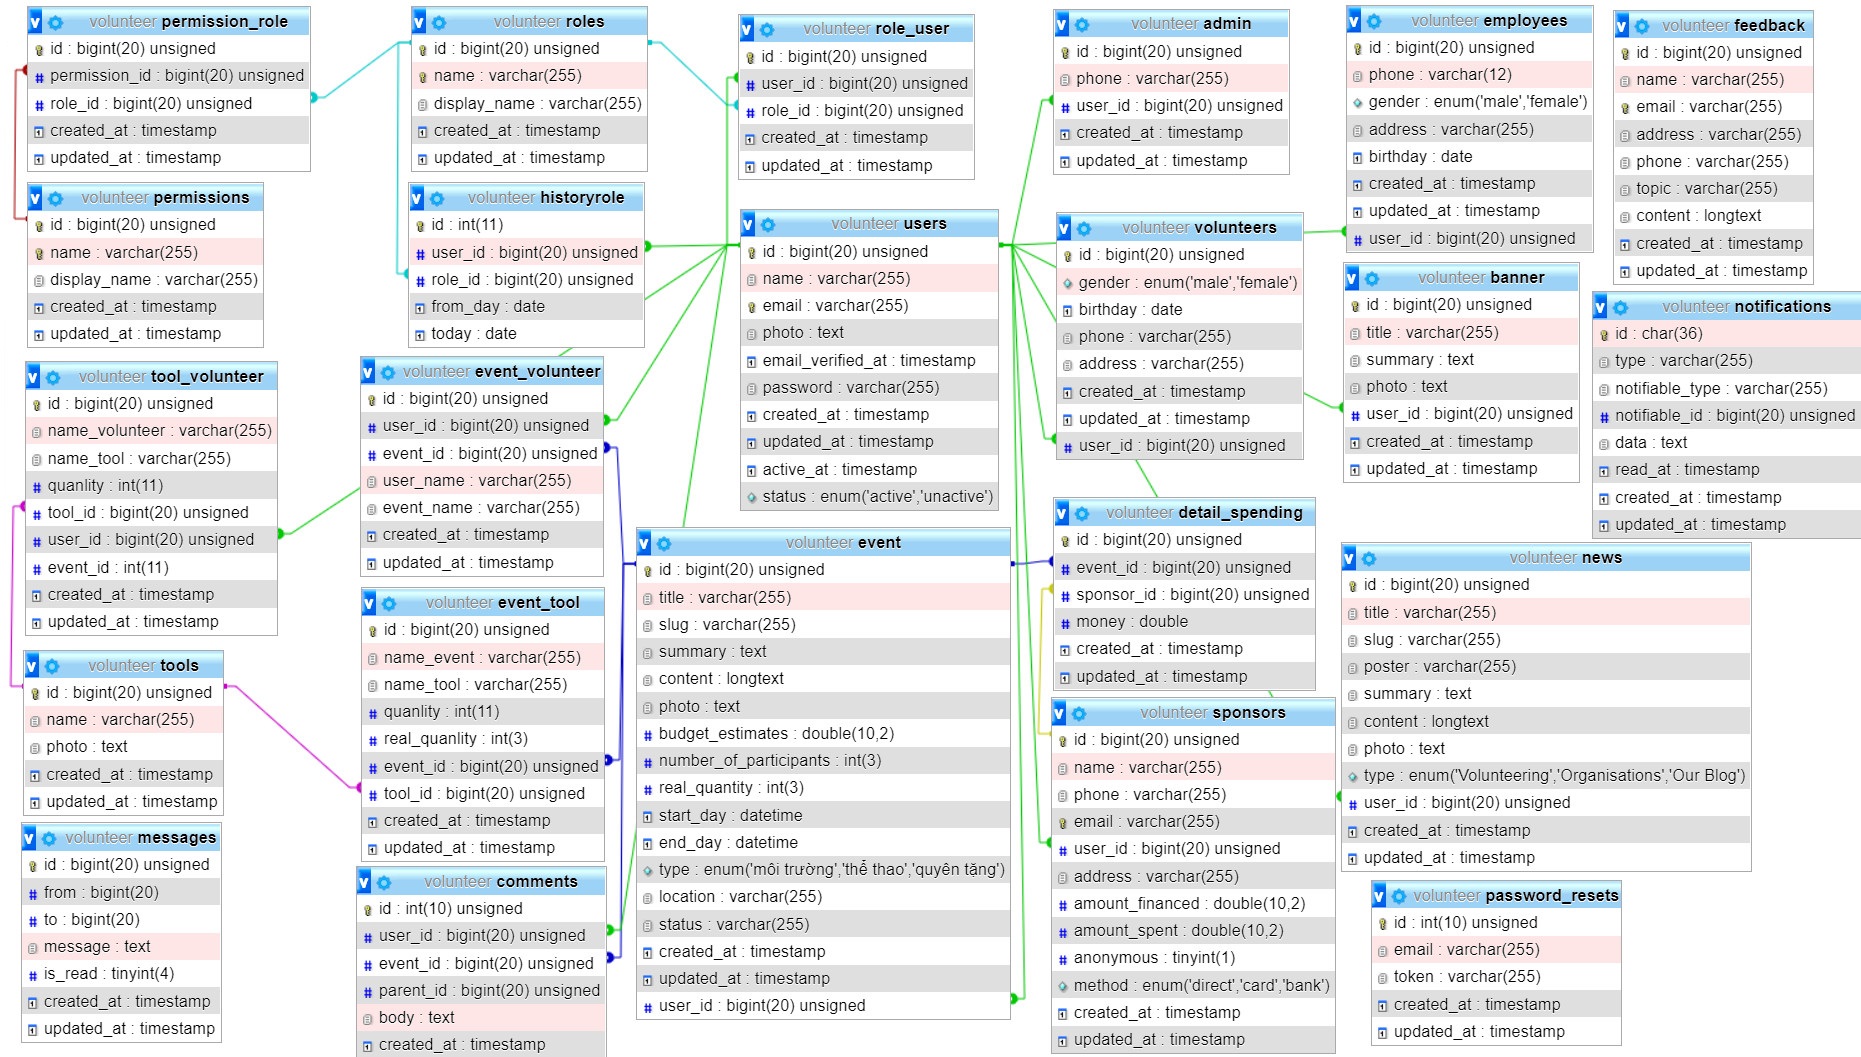 volunteer permission_role
id : bigint(20) unsigned
permission_id : bigint(20) unsigned
role_id : bigint(20) unsigned
created_at : timestamp
updated_at : timestamp
volunteer permissions
id : bigint(20) unsigned
name : varchar(255)
display_name : varchar(255)
created_at : timestamp
updated_at : timestamp
volunteer tool_volunteer
id : bigint(20) unsigned
name_volunteer : varchar(255)
name_tool : varchar(255)
quanlity : int(11)
tool_id : bigint(20) unsigned
user_id : bigint(20) unsigned
event_id : int(11)
created_at : timestamp
updated_at : timestamp
volunteer tools
id : bigint(20) unsigned
name : varchar(255)
photo : text
created_at : timestamp
updated_at : timestamp
volunteer messages
id : bigint(20) unsigned
from : bigint(20)
to : bigint(20)
message : text
is_read : tinyint(4)
created_at : timestamp
updated_at : timestamp
volunteer roles
id : bigint(20) unsigned
name : varchar(255)
display_name : varchar(255)
created_at : timestamp
updated_at : timestamp
volunteer historyrole
id : int(11)
user_id : bigint(20) unsigned
role_id : bigint(20) unsigned
from_day : date
today : date
volunteer event_volunteer
id : bigint(20) unsigned
user_id : bigint(20) unsigned
event_id : bigint(20) unsigned
user_name : varchar(255)
event_name : varchar(255)
created_at : timestamp
updated_at : timestamp
volunteer event_tool
id : bigint(20) unsigned
name_event : varchar(255)
name_tool : varchar(255)
quanlity : int(11)
real_quanlity : int(3)
event_id : bigint(20) unsigned
tool_id : bigint(20) unsigned
created_at : timestamp
updated_at : timestamp
volunteer comments
id : int(10) unsigned
user_id : bigint(20) unsigned
event_id : bigint(20) unsigned
parent_id : bigint(20) unsigned
body : text
created_at : timestamp
volunteer role_user
id : bigint(20) unsigned
user_id : bigint(20) unsigned
role_id : bigint(20) unsigned
created_at : timestamp
updated_at : timestamp
volunteer users
id : bigint(20) unsigned
name : varchar(255)
email : varchar(255)
photo : text
email_verified_at : timestamp
password : varchar(255)
created_at : timestamp
updated_at : timestamp
active_at : timestamp
status : enum('active','unactive')
volunteer event
id : bigint(20) unsigned
title : varchar(255)
slug : varchar(255)
summary : text
content : longtext
photo : text
budget_estimates : double(10,2)
number_of_participants : int(3)
real_quantity : int(3)
start_day : datetime
end_day : datetime
type : enum('môi trường','thể thao','quyên tặng')
location : varchar(255)
status : varchar(255)
created_at : timestamp
updated_at : timestamp
user_id : bigint(20) unsigned
volunteer admin
id : bigint(20) unsigned
phone : varchar(255)
user_id : bigint(20) unsigned
created_at : timestamp
updated_at : timestamp
volunteer volunteers
id : bigint(20) unsigned
gender : enum('male','female')
birthday : date
phone : varchar(255)
address : varchar(255)
created_at : timestamp
updated_at : timestamp
user_id : bigint(20) unsigned
volunteer detail_spending
id : bigint(20) unsigned
event_id : bigint(20) unsigned
sponsor_id : bigint(20) unsigned
money : double
created_at : timestamp
updated_at : timestamp
volunteer sponsors
id : bigint(20) unsigned
name : varchar(255)
phone : varchar(255)
email : varchar(255)
user_id : bigint(20) unsigned
address : varchar(255)
amount_financed : double(10,2)
amount_spent : double(10,2)
anonymous : tinyint(1)
method : enum('direct','card','bank')
created_at : timestamp
updated_at : timestamp
volunteer employees
id : bigint(20) unsigned
phone : varchar(12)
gender : enum('male','female')
address : varchar(255)
birthday : date
created_at : timestamp
updated_at : timestamp
user_id : bigint(20) unsigned
volunteer banner
id : bigint(20) unsigned
title : varchar(255)
summary : text
photo : text
user_id : bigint(20) unsigned
created_at : timestamp
updated_at : timestamp
volunteer feedback
id : bigint(20) unsigned
name : varchar(255)
email : varchar(255)
address : varchar(255)
phone : varchar(255)
topic : varchar(255)
content : longtext
created_at : timestamp
updated_at : timestamp
volunteer notifications
id : char(36)
type : varchar(255)
notifiable_type : varchar(255)
notifiable_id : bigint(20) unsigned
data : text
read_at : timestamp
created_at : timestamp
updated_at : timestamp
volunteer news
id : bigint(20) unsigned
title : varchar(255)
slug : varchar(255)
poster : varchar(255)
summary : text
content : longtext
photo : text
type : enum('Volunteering','Organisations','Our Blog')
user_id : bigint(20) unsigned
created_at : timestamp
updated_at : timestamp
volunteer password_resets
id : int(10) unsigned
email : varchar(255)
token : varchar(255)
created_at : timestamp
updated_at : timestamp